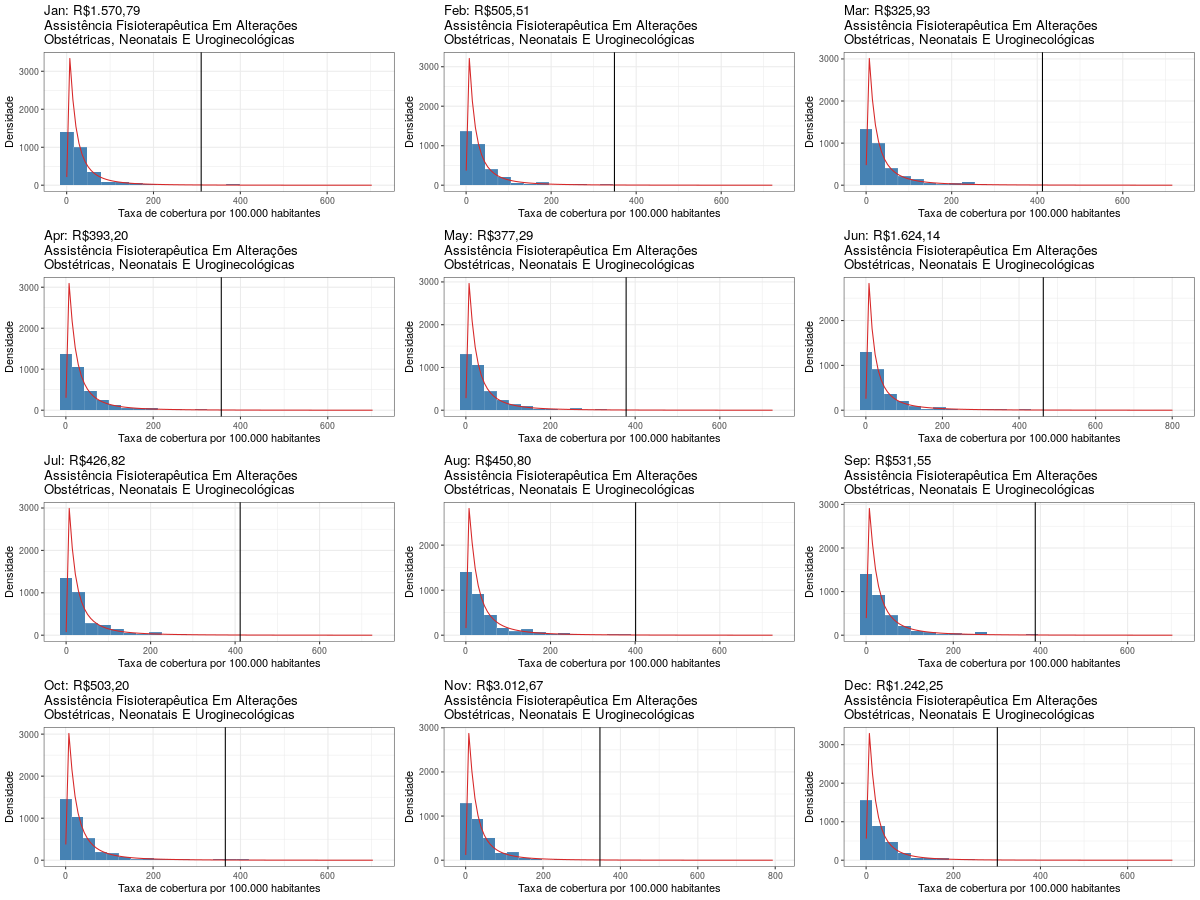 Jan: R$1.570,79
Assistência Fisioterapêutica Em Alterações
Obstétricas, Neonatais E Uroginecológicas
3000
2000
1000
0
Densidade
0 200 400 600
Taxa de cobertura por 100.000 habitantes
Feb: R$505,51
Assistência Fisioterapêutica Em Alterações
Obstétricas, Neonatais E Uroginecológicas
3000
2000
1000
0
Densidade
0 200 400 600
Taxa de cobertura por 100.000 habitantes
Mar: R$325,93
Assistência Fisioterapêutica Em Alterações
Obstétricas, Neonatais E Uroginecológicas
3000
2000
1000
0
Densidade
0 200 400 600
Taxa de cobertura por 100.000 habitantes
Apr: R$393,20
Assistência Fisioterapêutica Em Alterações
Obstétricas, Neonatais E Uroginecológicas
3000
2000
1000
0
Densidade
0 200 400 600
Taxa de cobertura por 100.000 habitantes
May: R$377,29
Assistência Fisioterapêutica Em Alterações
Obstétricas, Neonatais E Uroginecológicas
3000
2000
1000
0
Densidade
0 200 400 600
Taxa de cobertura por 100.000 habitantes
Jun: R$1.624,14
Assistência Fisioterapêutica Em Alterações
Obstétricas, Neonatais E Uroginecológicas
2000
1000
0
Densidade
0 200 400 600 800
Taxa de cobertura por 100.000 habitantes
Jul: R$426,82
Assistência Fisioterapêutica Em Alterações
Obstétricas, Neonatais E Uroginecológicas
3000
2000
1000
0
Densidade
0 200 400 600
Taxa de cobertura por 100.000 habitantes
Aug: R$450,80
Assistência Fisioterapêutica Em Alterações
Obstétricas, Neonatais E Uroginecológicas
2000
1000
0
Densidade
0 200 400 600
Taxa de cobertura por 100.000 habitantes
Sep: R$531,55
Assistência Fisioterapêutica Em Alterações
Obstétricas, Neonatais E Uroginecológicas
3000
2000
1000
0
Densidade
0 200 400 600
Taxa de cobertura por 100.000 habitantes
Oct: R$503,20
Assistência Fisioterapêutica Em Alterações
Obstétricas, Neonatais E Uroginecológicas
3000
2000
1000
0
Densidade
0 200 400 600
Taxa de cobertura por 100.000 habitantes
Nov: R$3.012,67
Assistência Fisioterapêutica Em Alterações
Obstétricas, Neonatais E Uroginecológicas
3000
2000
1000
0
Densidade
0 200 400 600 800
Taxa de cobertura por 100.000 habitantes
Dec: R$1.242,25
Assistência Fisioterapêutica Em Alterações
Obstétricas, Neonatais E Uroginecológicas
3000
2000
1000
0
Densidade
0 200 400 600
Taxa de cobertura por 100.000 habitantes